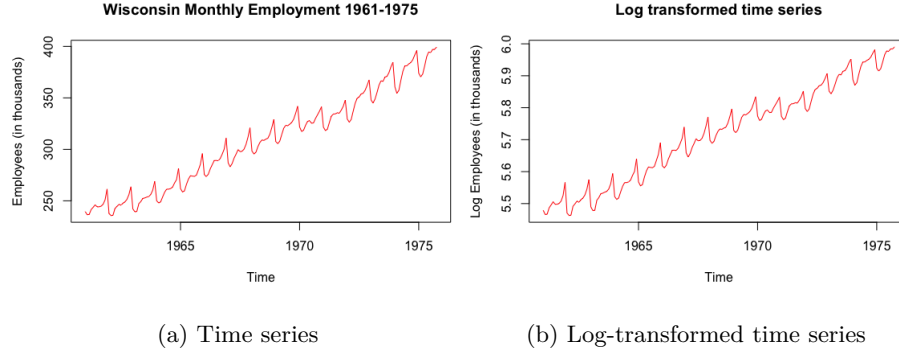 Wisconsin Monthly Employment 1961-1975
Employees (in thousands)
400
350
300
250
1965
1970
1975
Time
(a) Time series
Log transformed time series
Log Employees (in thousands)
6.0
5.9
5.8
5.7
5.6
5.5
1965
1970
1975
Time
(b) Log-transformed time series